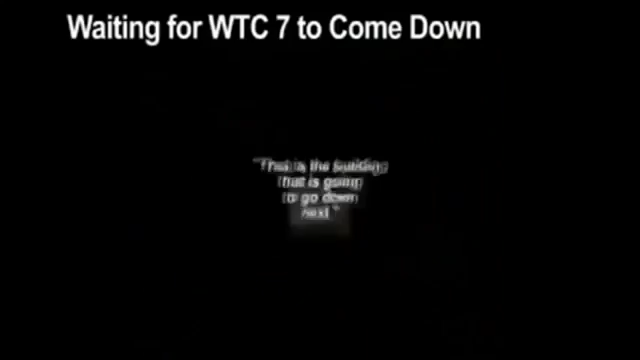 Waiting for WTC 7 to Come Down
"This is the building
that is going
to go down
next"